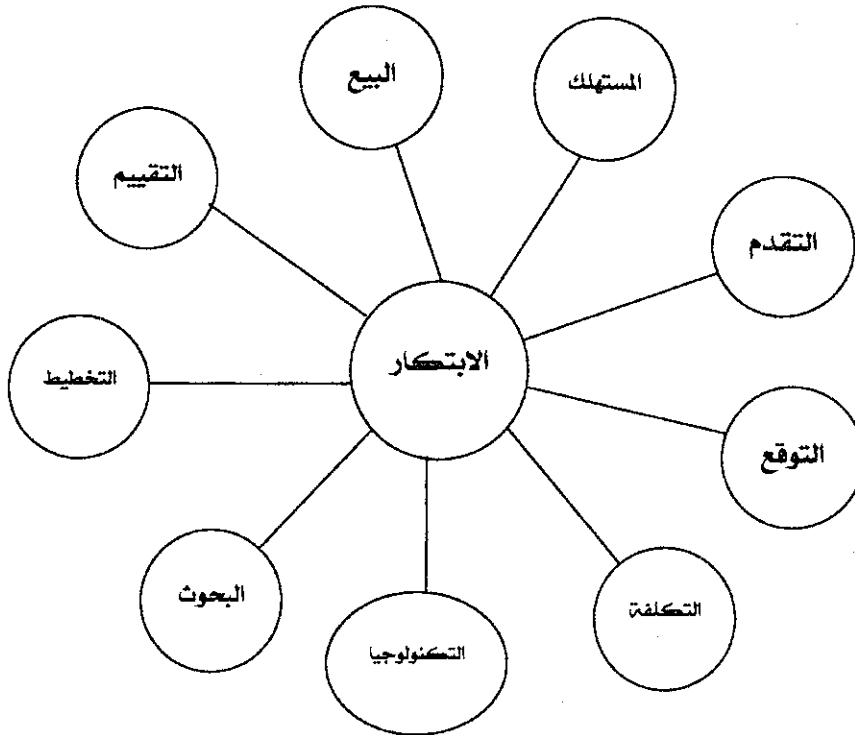 البيع
المستهلك
التقييم
التقدم
الابتكار
التخطيط
التوقع
البحوث
التكلفة
التكنولوجيا